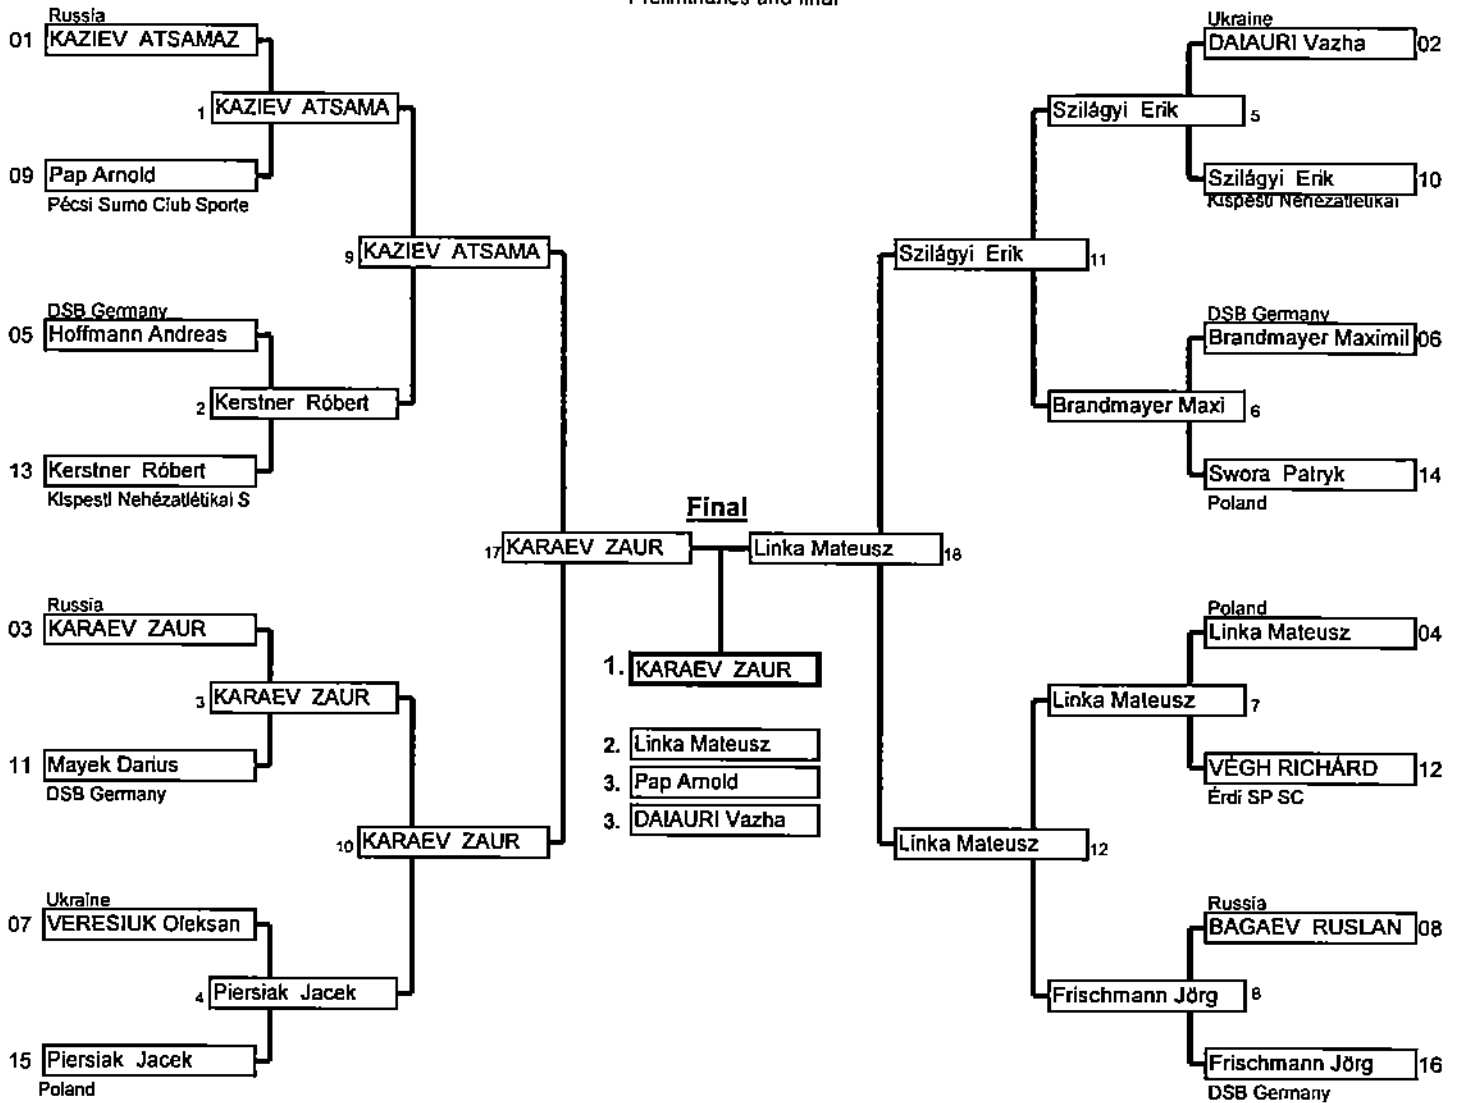 Preliminaries and final
Russia
01 KAZIEV ATSAMAZ
1 KAZIEV ATSAMA
09 Pap Arnold
Pécsi Sumo Club Sporte
9 KAZIEV ATSAMA
DSB Germany
05 Hoffmann Andreas
2 Kerstner Róbert
13 Kerstner Róbert
Kispesti Nehézatlétikai S
17 KARAEV ZAUR
Russia
03 KARAEV ZAUR
3 KARAEV ZAUR
11 Mayek Darius
DSB Germany
10 KARAEV ZAUR
Ukraine
07 VERESIUK Oleksan
4 Piersiak Jacek
15 Piersiak Jacek
Poland
Final
1. KARAEV ZAUR
2. Linka Mateusz
3. Pap Arnold
3. DAIAURI Vazha
Ukraine
DAIAURI Vazha 02
Szilágyi Erik 5
Szilágyi Erik 10
Kispesti Nehézatlétikai
Szilágyi Erik 11
DSB Germany
Brandmayer Maximil 06
Brandmayer Maxi 6
Swora Patryk 14
Poland
Linka Mateusz 18
Poland
Linka Mateusz 04
Linka Mateusz 7
VÉGH RICHÁRD 12
Érdi SP SC
Linka Mateusz 12
Russia
BAGAEV RUSLAN 08
Frischmann Jörg 8
Frischmann Jörg 16
DSB Germany